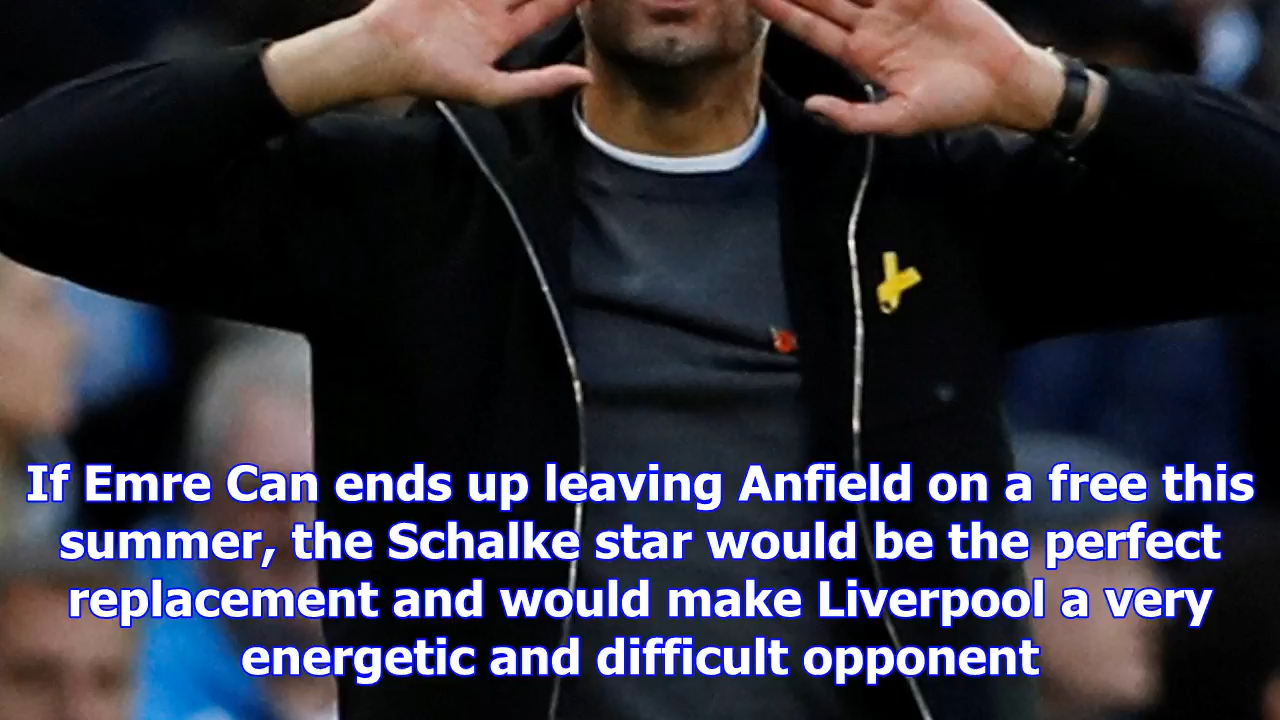 If Emre Can ends up leaving Anfield on a free this
summer, the Schalke star would be the perfect
replacement and would make Liverpool a very
energetic and difficult opponent